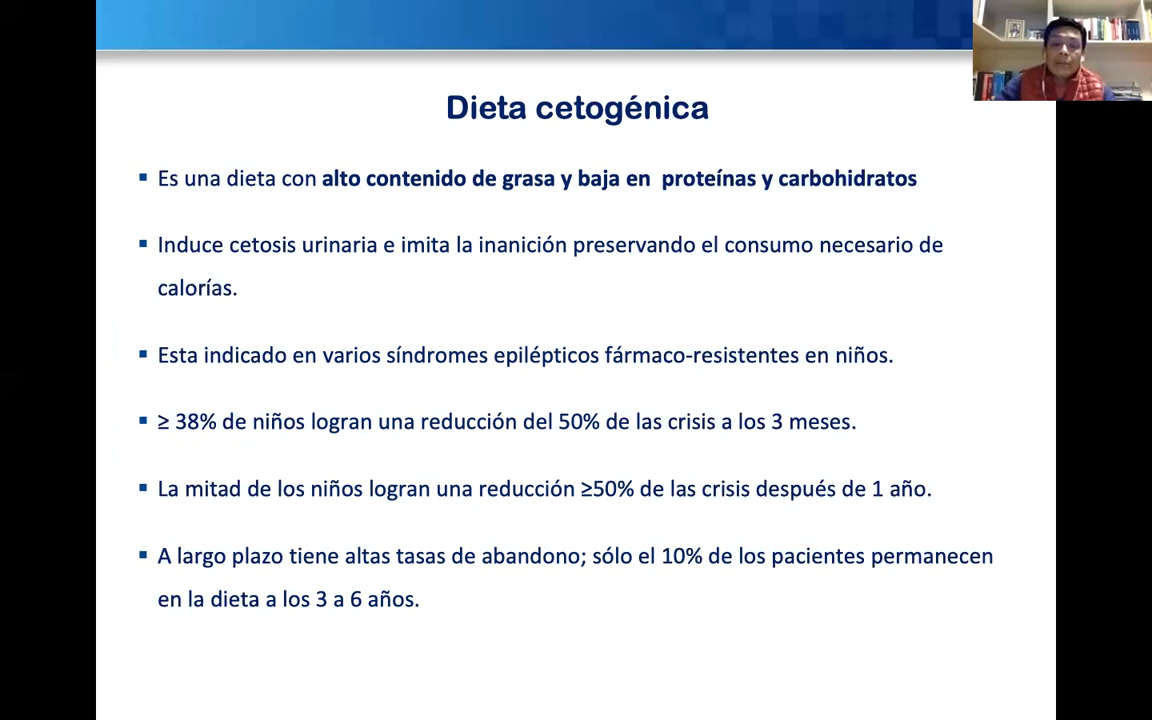 Dieta cetogénica
▪ Es una dieta con alto contenido de grasa y baja en proteínas y carbohidratos
▪ Induce cetosis urinaria e imita la inanición preservando el consumo necesario de
calorías.
▪ Esta indicado en varios síndromes epilépticos fármaco-resistentes en niños.
▪ ≥ 38% de niños logran una reducción del 50% de las crisis a los 3 meses.
▪ La mitad de los niños logran una reducción ≥50% de las crisis después de 1 año.
▪ A largo plazo tiene altas tasas de abandono; sólo el 10% de los pacientes permanecen
en la dieta a los 3 a 6 años.